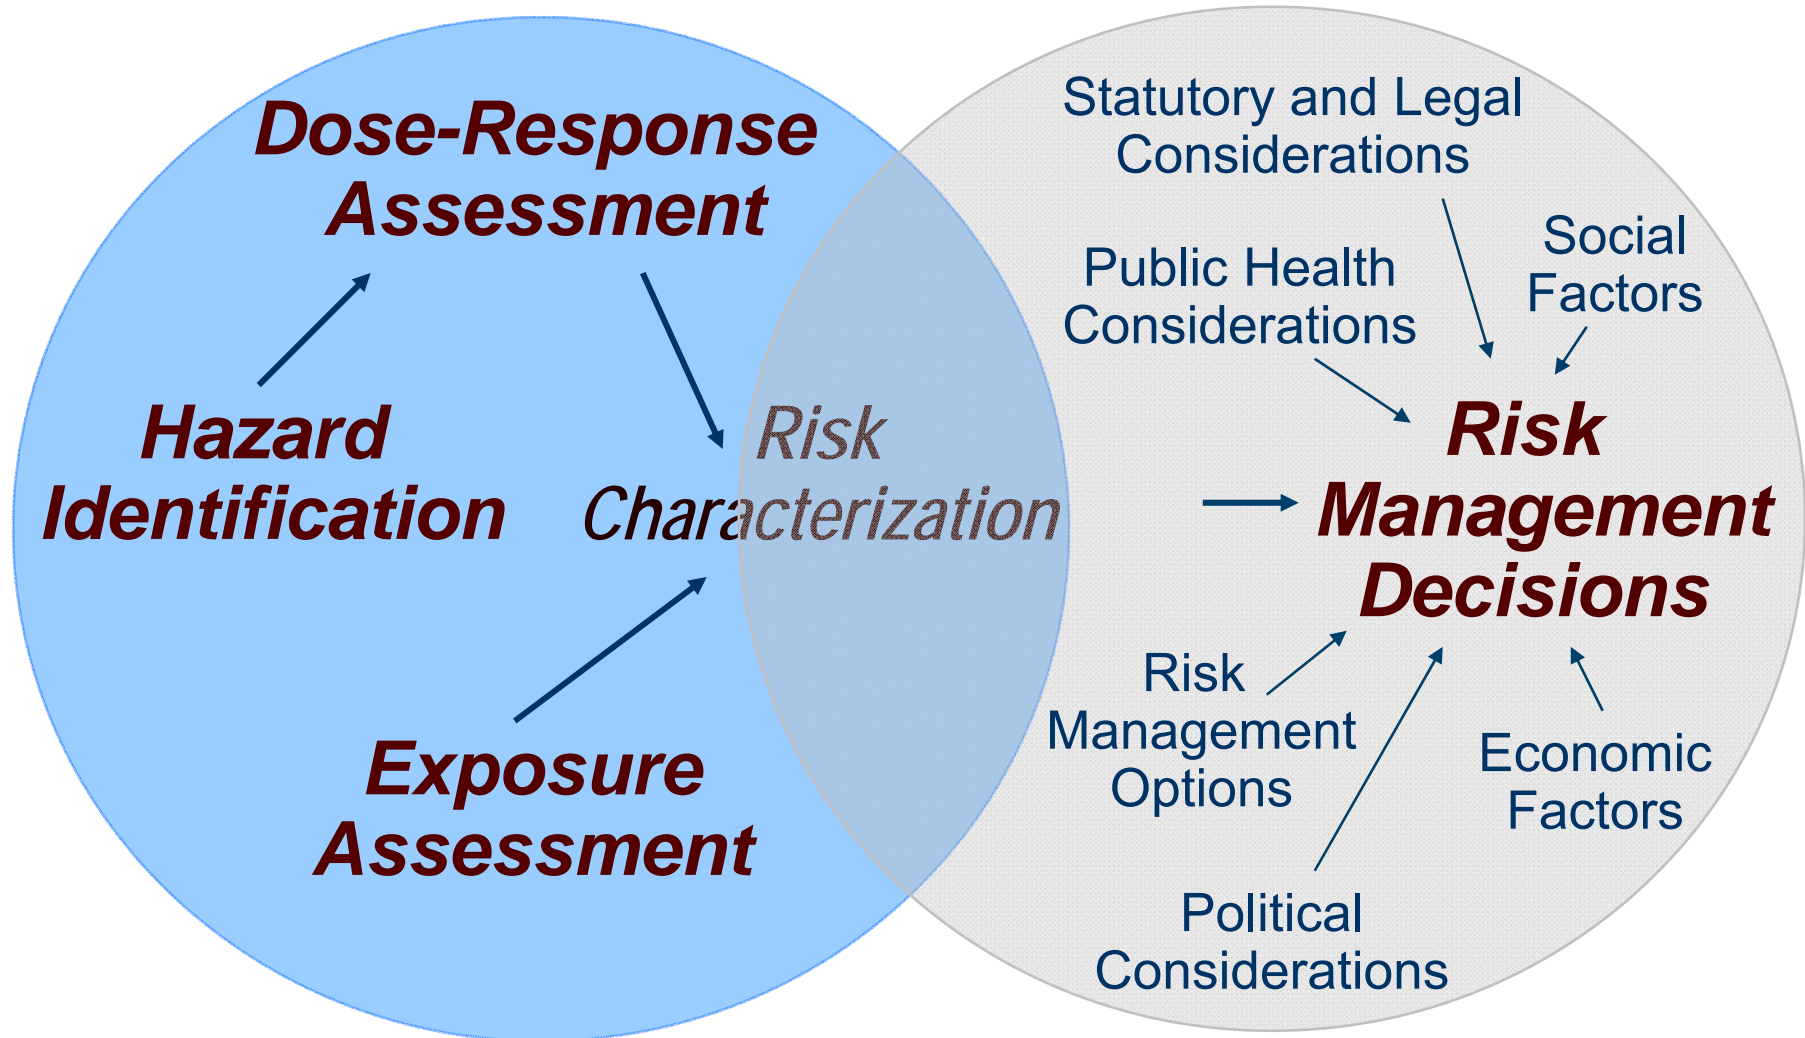 Dose-Response
Assessment
Hazard
Identification
Risk
Characterization
Exposure
Assessment
Statutory and Legal
Considerations
Social
Factors
Public Health
Considerations
Risk
Management
Decisions
Risk
Management
Options
Economic
Factors
Political
Considerations